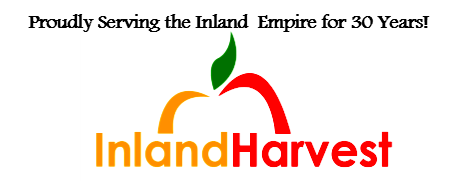 Proudly Serving the Inland Empire for 30 Years!
InlandHarvest